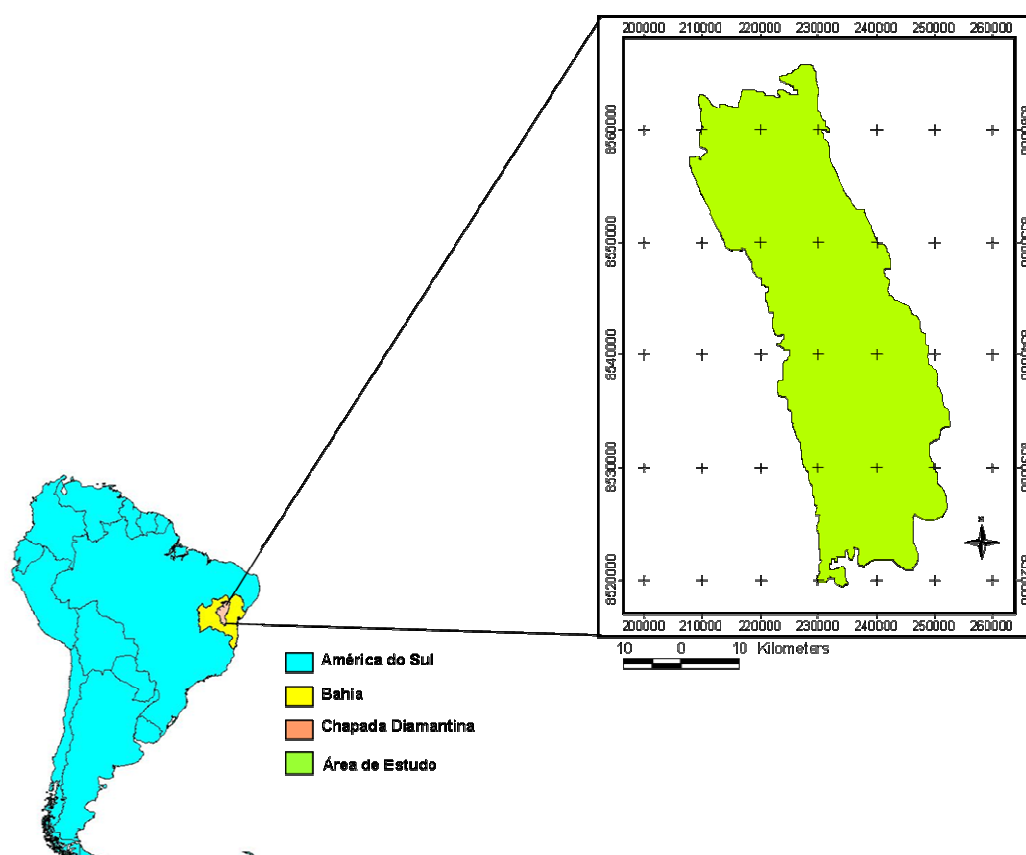 200000 210000 220000 230000 240000 250000 260000
8560000
8550000
8540000
8530000
8520000
N
200000 210000 220000 230000 240000 250000 260000
10 0 10 Kilometers
América do Sul
Bahia
Chapada Diamantina
Área de Estudo